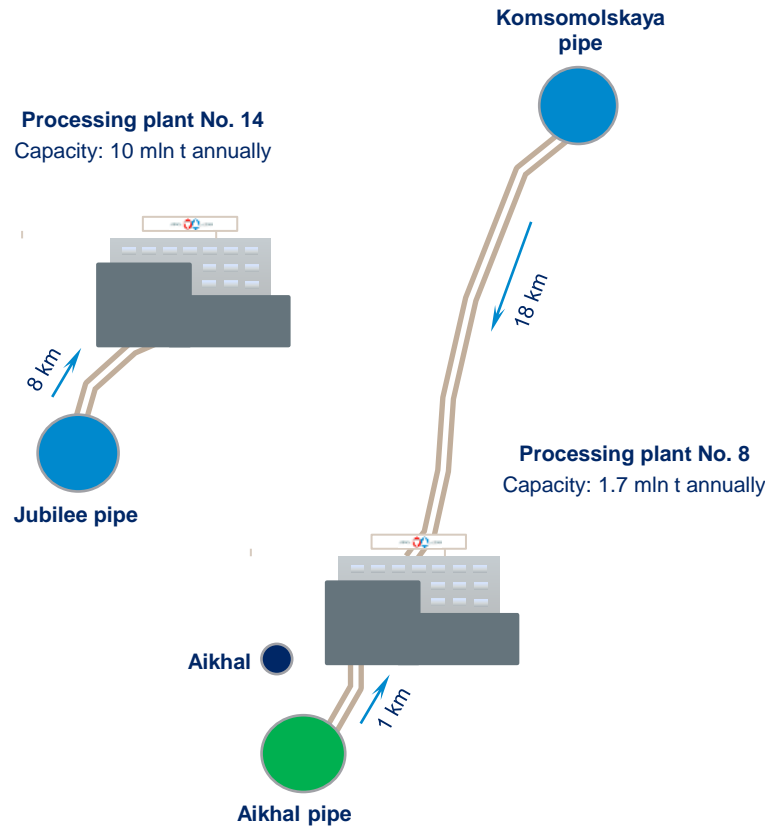 Komsomolskaya
pipe
Processing plant No. 14
Capacity: 10 mln t annually
18 km
8 km
Processing plant No. 8
Capacity: 1.7 mln t annually
Jubilee pipe
Aikhal
1 km
Aikhal pipe